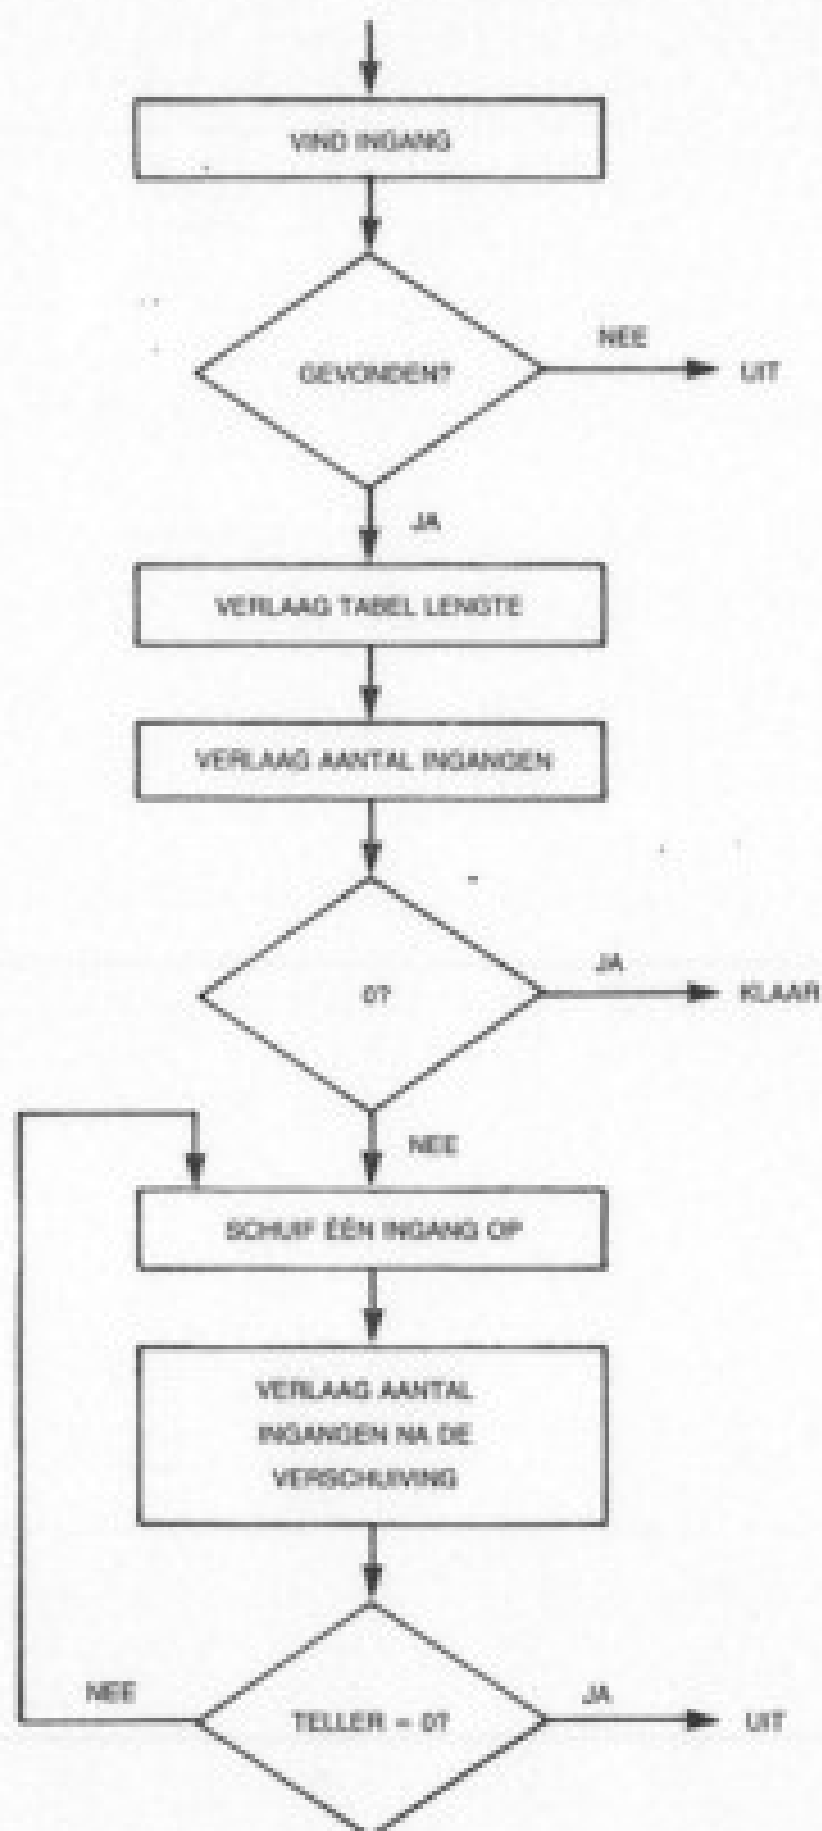 VIND INGANG
NEE
GEVONDEN?
UIT
JA
VERLAAG TABEL LENGTE
VERLAAG AANTAL INGANGEN
JA
0?
KLAAR
NEE
SCHUIF ÉÉN INGANG OP
VERLAAG AANTAL
INGANGEN NA DE
VERSCHUIVING
NEE
JA
TELLER = 0?
UIT